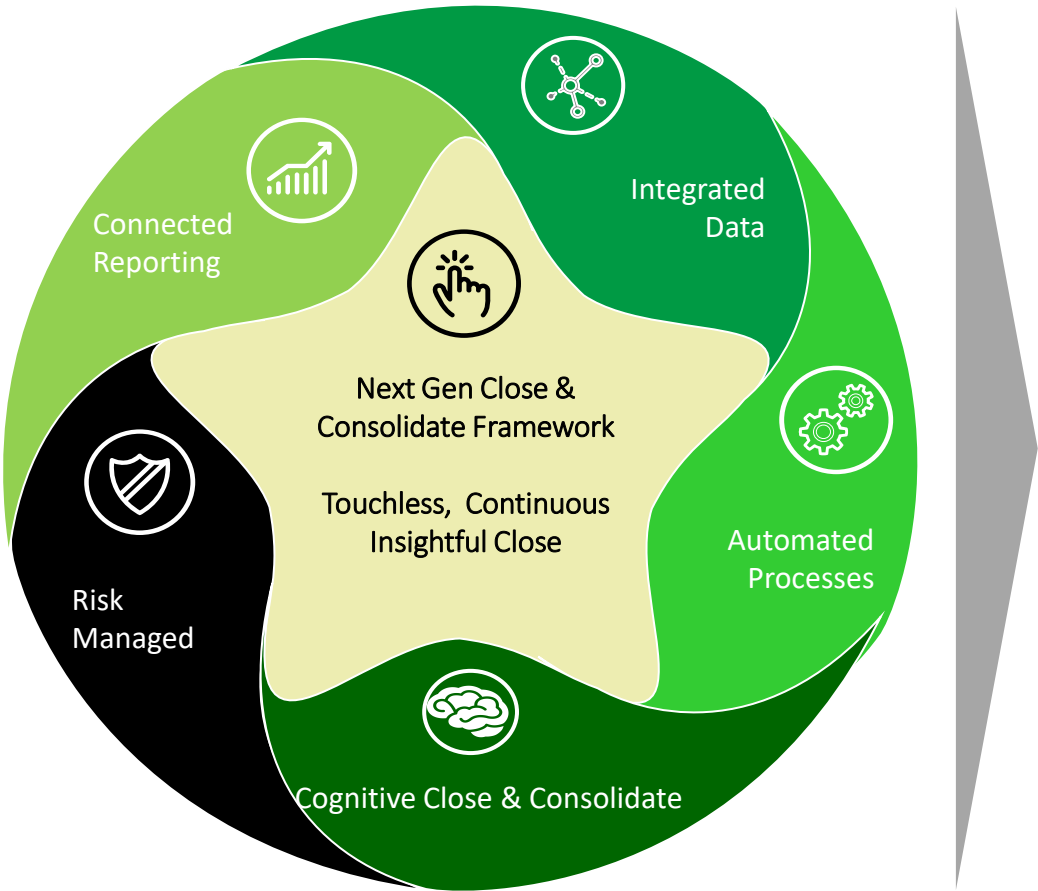 Integrated
Data
Connected
Reporting
Next Gen Close &
Consolidate Framework
Touchless,  Continuous
Insightful Close
Automated
Processes
Risk
Managed
Cognitive Close & Consolidate